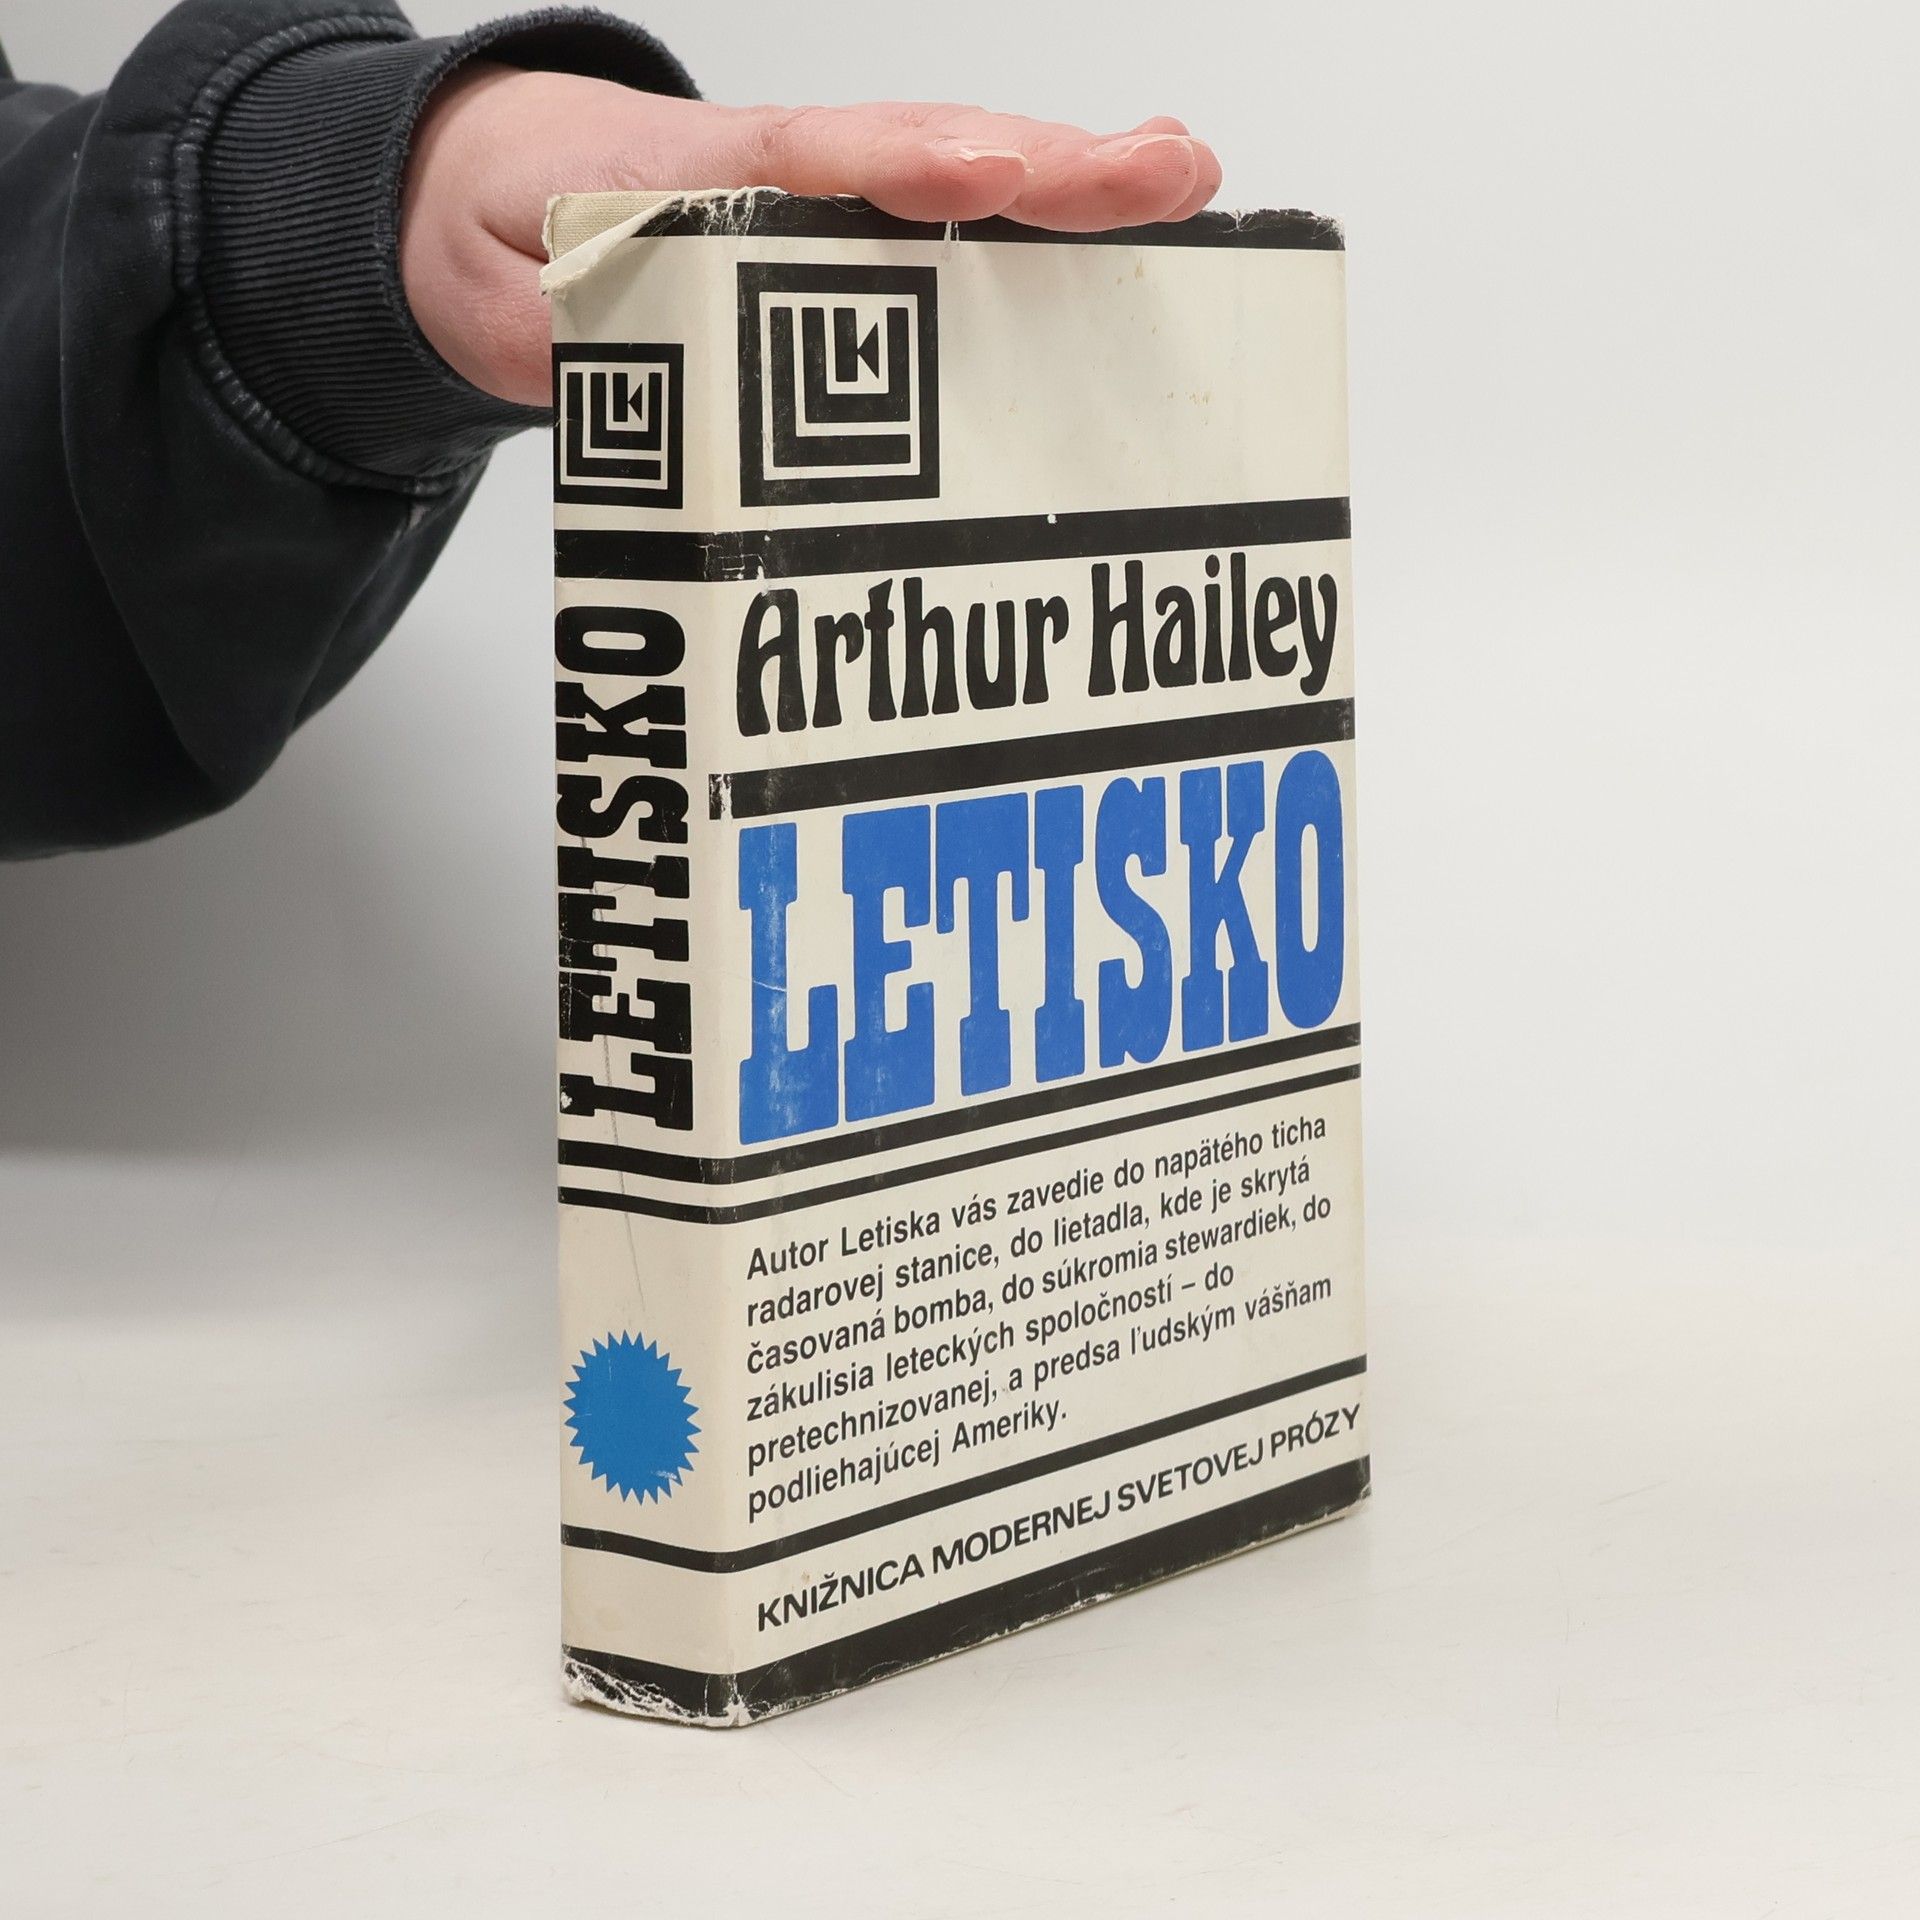 LLK
LETISKO
LLK
Arthur Hailey
LETISKO
Autor Letiska vás zavedie do napätého ticha
radarovej stanice, do lietadla, kde je skrytá
časovaná bomba, do súkromia stewardiek, do
zákulisia leteckých spoločností – do
pretechnizovanej, a predsa ľudským vášňam
podliehajúcej Ameriky.
KNIŽNICA MODERNEJ SVETOVEJ PRÓZY